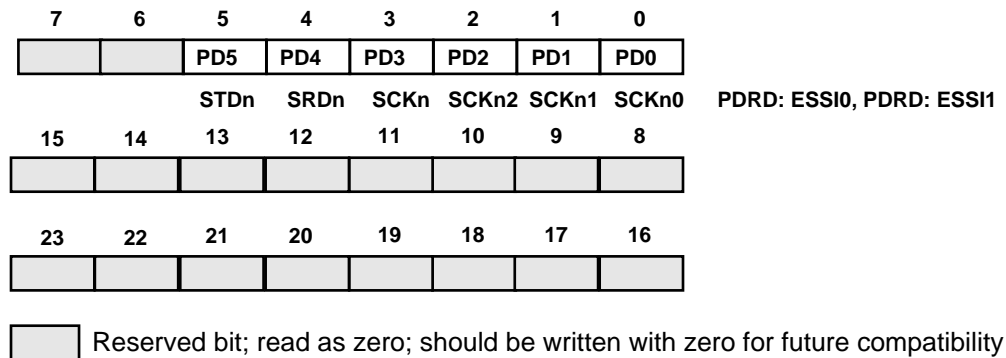 7 6 5 4 3 2 1 0
PD5 PD4 PD3 PD2 PD1 PD0
STDn SRDn SCKn SCKn2 SCKn1 SCKn0 PDRD: ESSI0, PDRD: ESSI1
15 14 13 12 11 10 9 8
23 22 21 20 19 18 17 16
Reserved bit; read as zero; should be written with zero for future compatibility